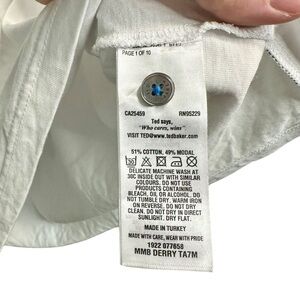 PAGE 1 OF 10
CA25459 RN95229
Ted says,
"Who cares, wins"
VISIT TED@www.tedbaker.com
51% COTTON, 49% MODAL
DELICATE MACHINE WASH AT
30C INSIDE OUT WITH SIMILAR
COLOURS. DO NOT USE
PRODUCTS CONTAINING
BLEACH, OIL OR ALCOHOL. DO
NOT TUMBLE DRY. WARM IRON
ON REVERSE. DO NOT DRY
CLEAN. DO NOT DRY IN DIRECT
SUNLIGHT. DRY FLAT.
MADE IN TURKEY
MADE WITH CARE, WEAR WITH PRIDE
1922 077658
MMB DERRY TA7M